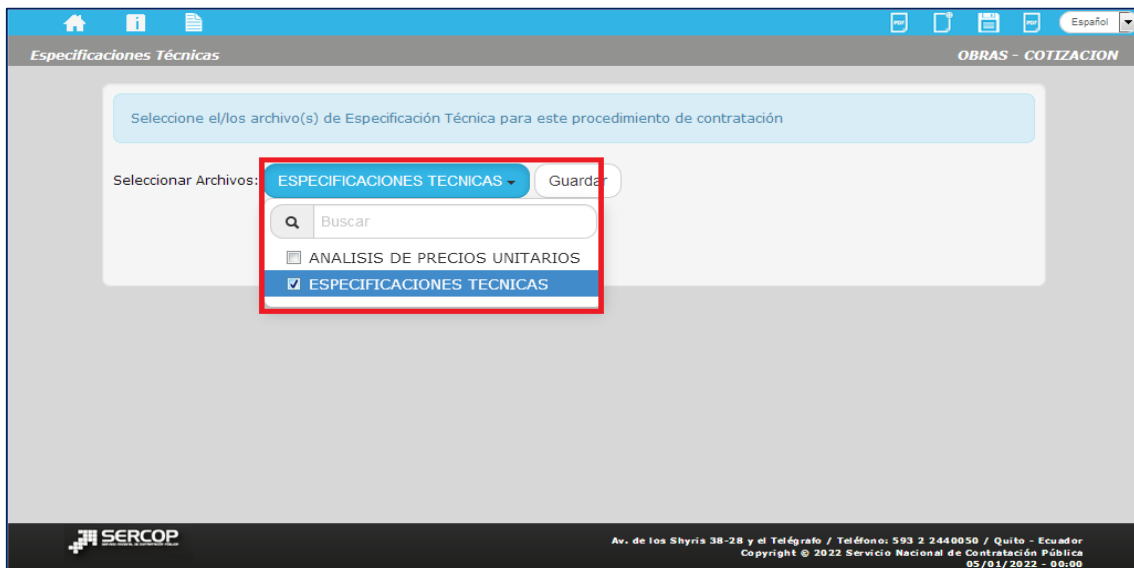 PDF
PDF
Español
Especificaciones Técnicas
OBRAS - COTIZACION
Seleccione el/los archivo(s) de Especificación Técnica para este procedimiento de contratación
Seleccionar Archivos:
ESPECIFICACIONES TECNICAS
Guardar
Buscar
ANALISIS DE PRECIOS UNITARIOS
ESPECIFICACIONES TECNICAS
SERCOP
Av. de los Shyris 38-28 y el Telégrafo / Teléfono: 593 2 2440050 / Quito - Ecuador
Copyright © 2022 Servicio Nacional de Contratación Pública
05/01/2022 - 00:00